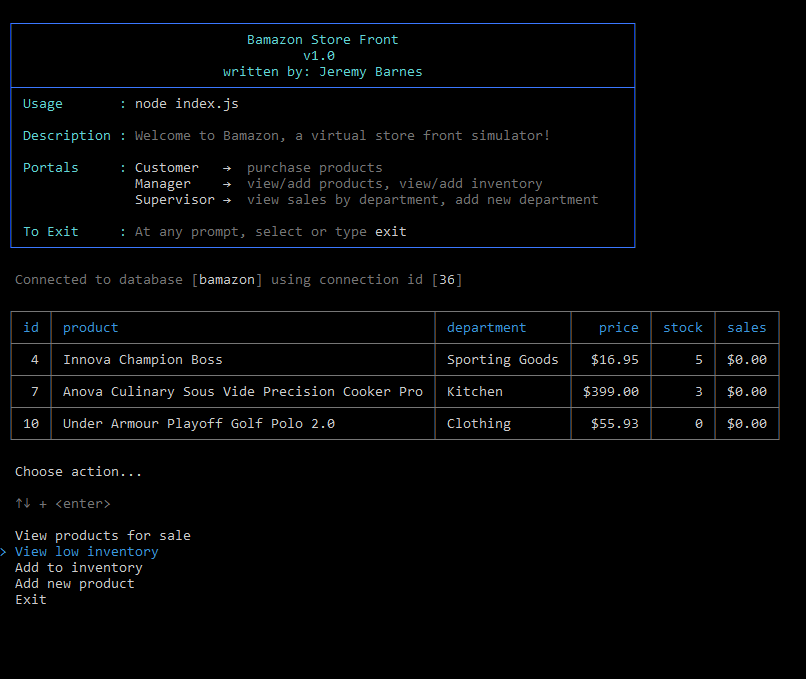 Bamazon Store Front
v1.0
written by: Jeremy Barnes
Usage : node index.js
Description : Welcome to Bamazon, a virtual store front simulator!
Portals : Customer → purchase products
Manager → view/add products, view/add inventory
Supervisor → view sales by department, add new department
To Exit : At any prompt, select or type exit
Connected to database [bamazon] using connection id [36]
id product department price stock sales
4 Innova Champion Boss Sporting Goods $16.95 5 $0.00
7 Anova Culinary Sous Vide Precision Cooker Pro Kitchen $399.00 3 $0.00
10 Under Armour Playoff Golf Polo 2.0 Clothing $55.93 0 $0.00
Choose action...
↑↓ + <enter>
View products for sale
> View low inventory
Add to inventory
Add new product
Exit